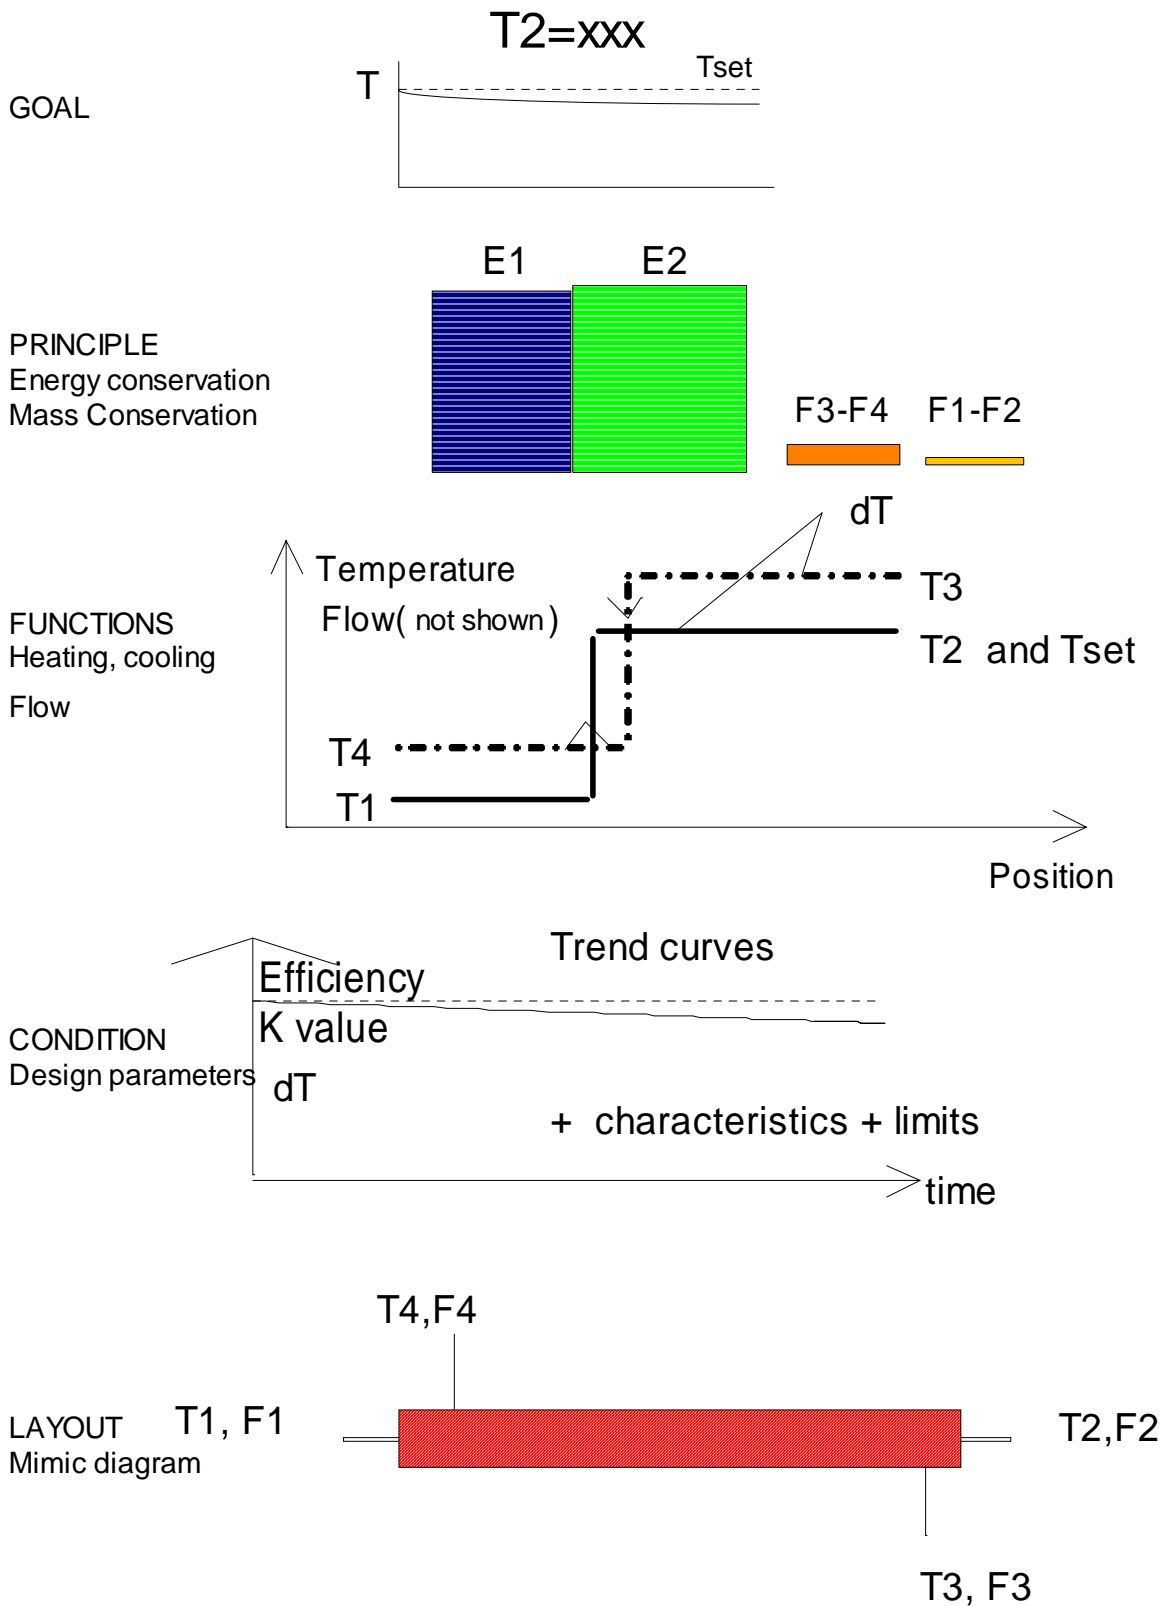 T2=xxx
Tset
T
GOAL
E1 E2
PRINCIPLE
Energy conservation
Mass Conservation
F3-F4 F1-F2
dT
Temperature
T3
Flow( not shown )
FUNCTIONS
Heating, cooling
T2 and Tset
Flow
T4
T1
Position
Trend curves
Efficiency
K value
CONDITION
Design parameters
dT
+ characteristics + limits
time
T4,F4
T1, F1
T2,F2
LAYOUT
Mimic diagram
T3, F3